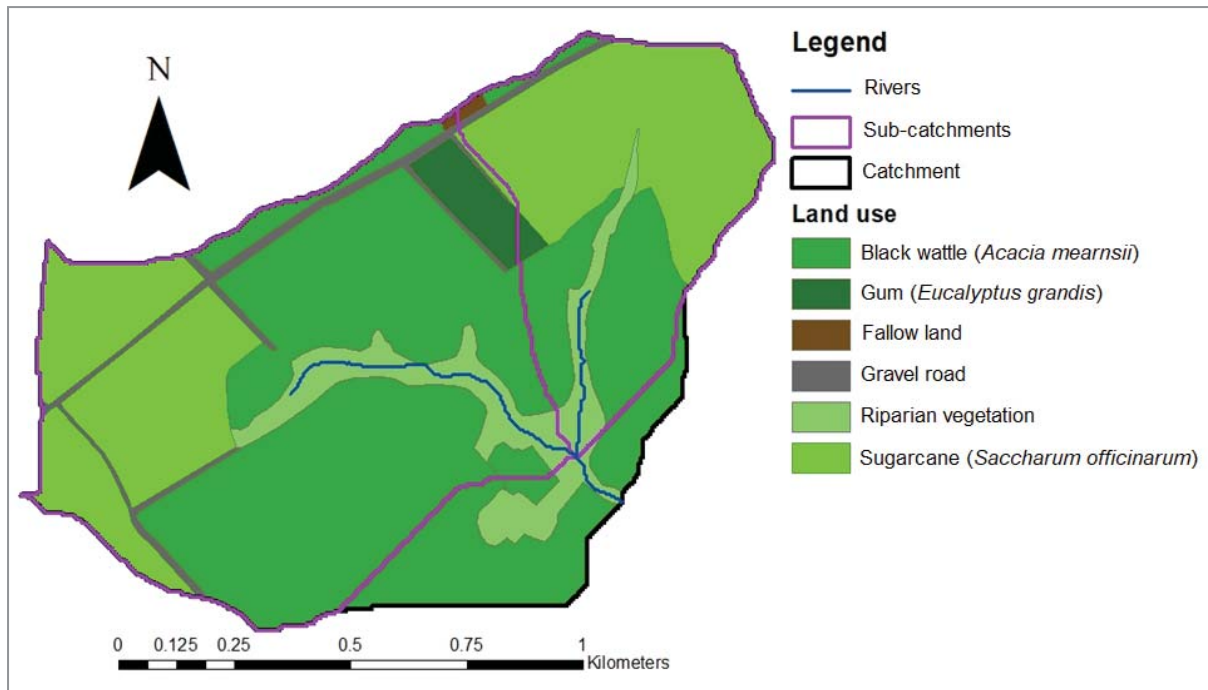 N
Legend
Rivers
Sub-catchments
Catchment
Land use
Black wattle (Acacia mearnsii)
Gum (Eucalyptus grandis)
Fallow land
Gravel road
Riparian vegetation
Sugarcane (Saccharum officinarum)
0 0.125 0.25 0.5 0.75 1
Kilometers